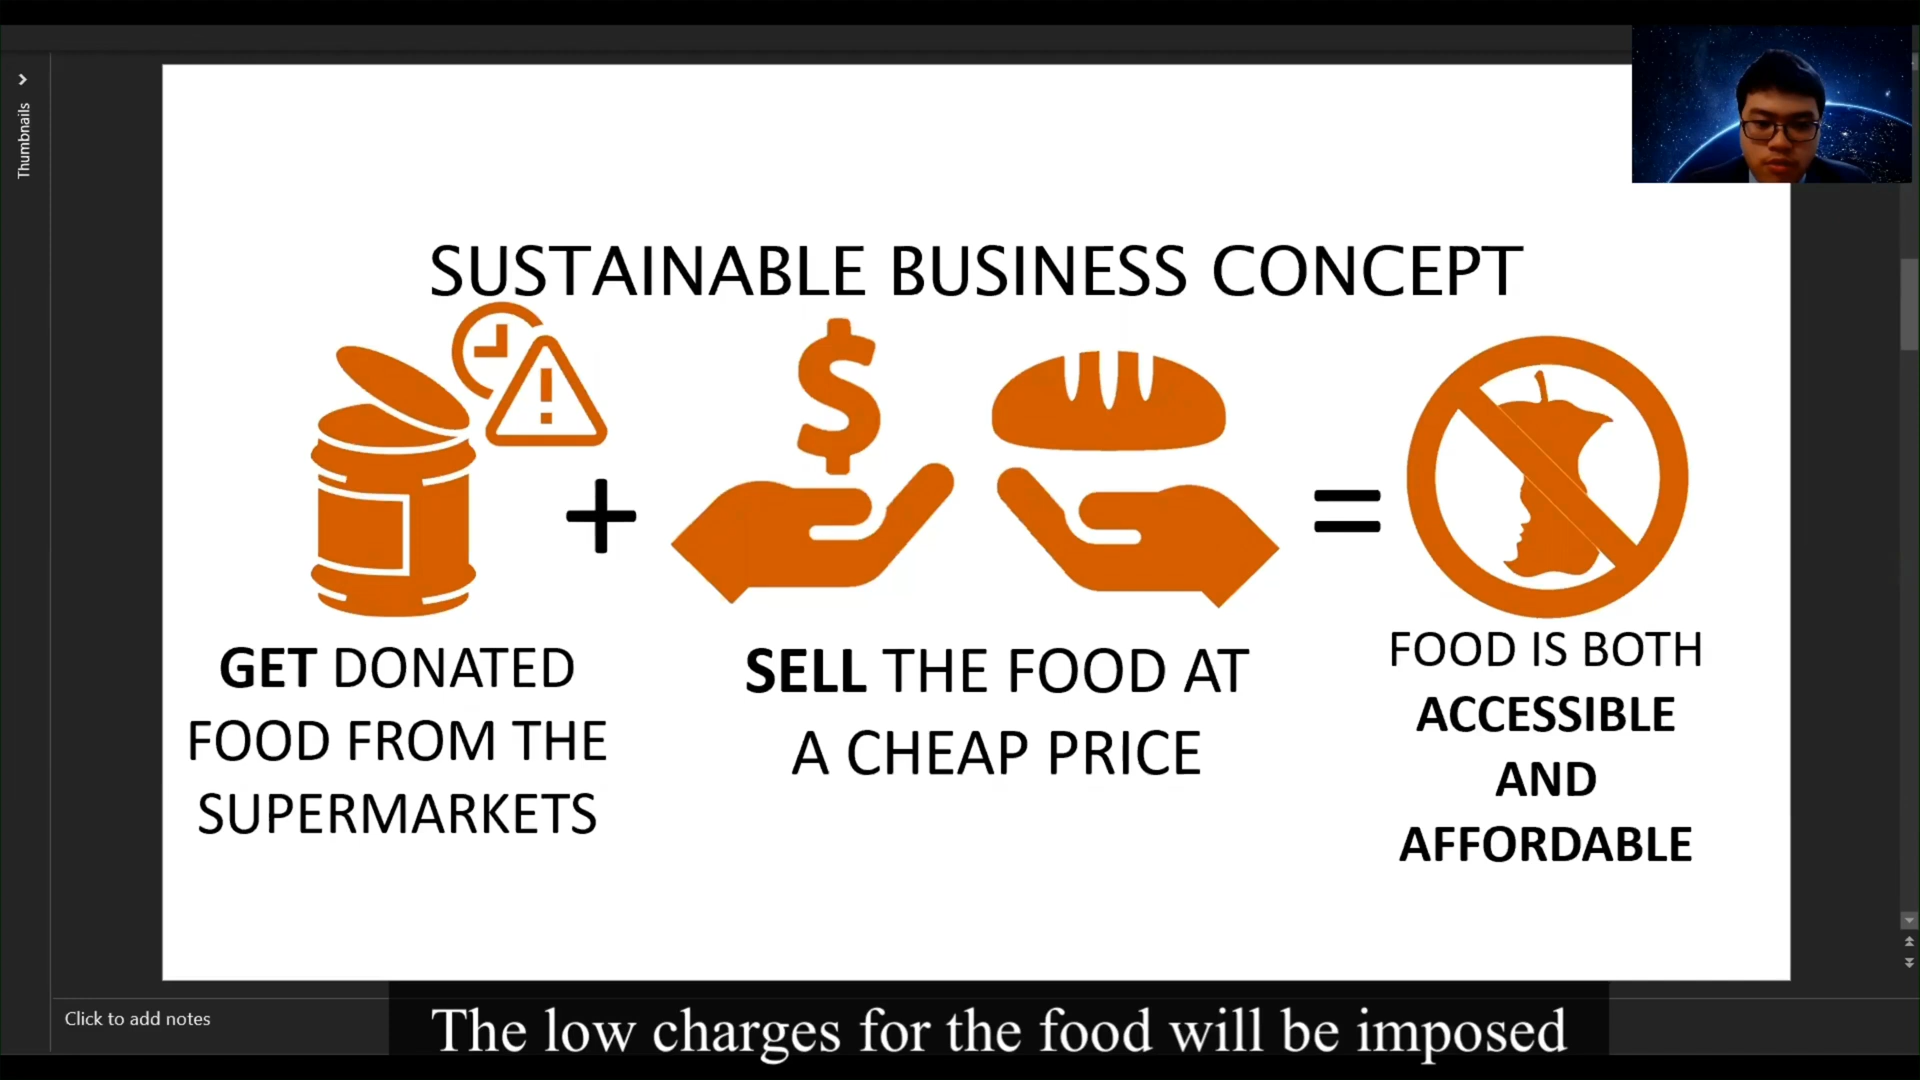 Thumbnails
SUSTAINABLE BUSINESS CONCEPT
GET DONATED
FOOD FROM THE
SUPERMARKETS
+
SELL THE FOOD AT
A CHEAP PRICE
=
FOOD IS BOTH
ACCESSIBLE
AND
AFFORDABLE
Click to add notes
The low charges for the food will be imposed